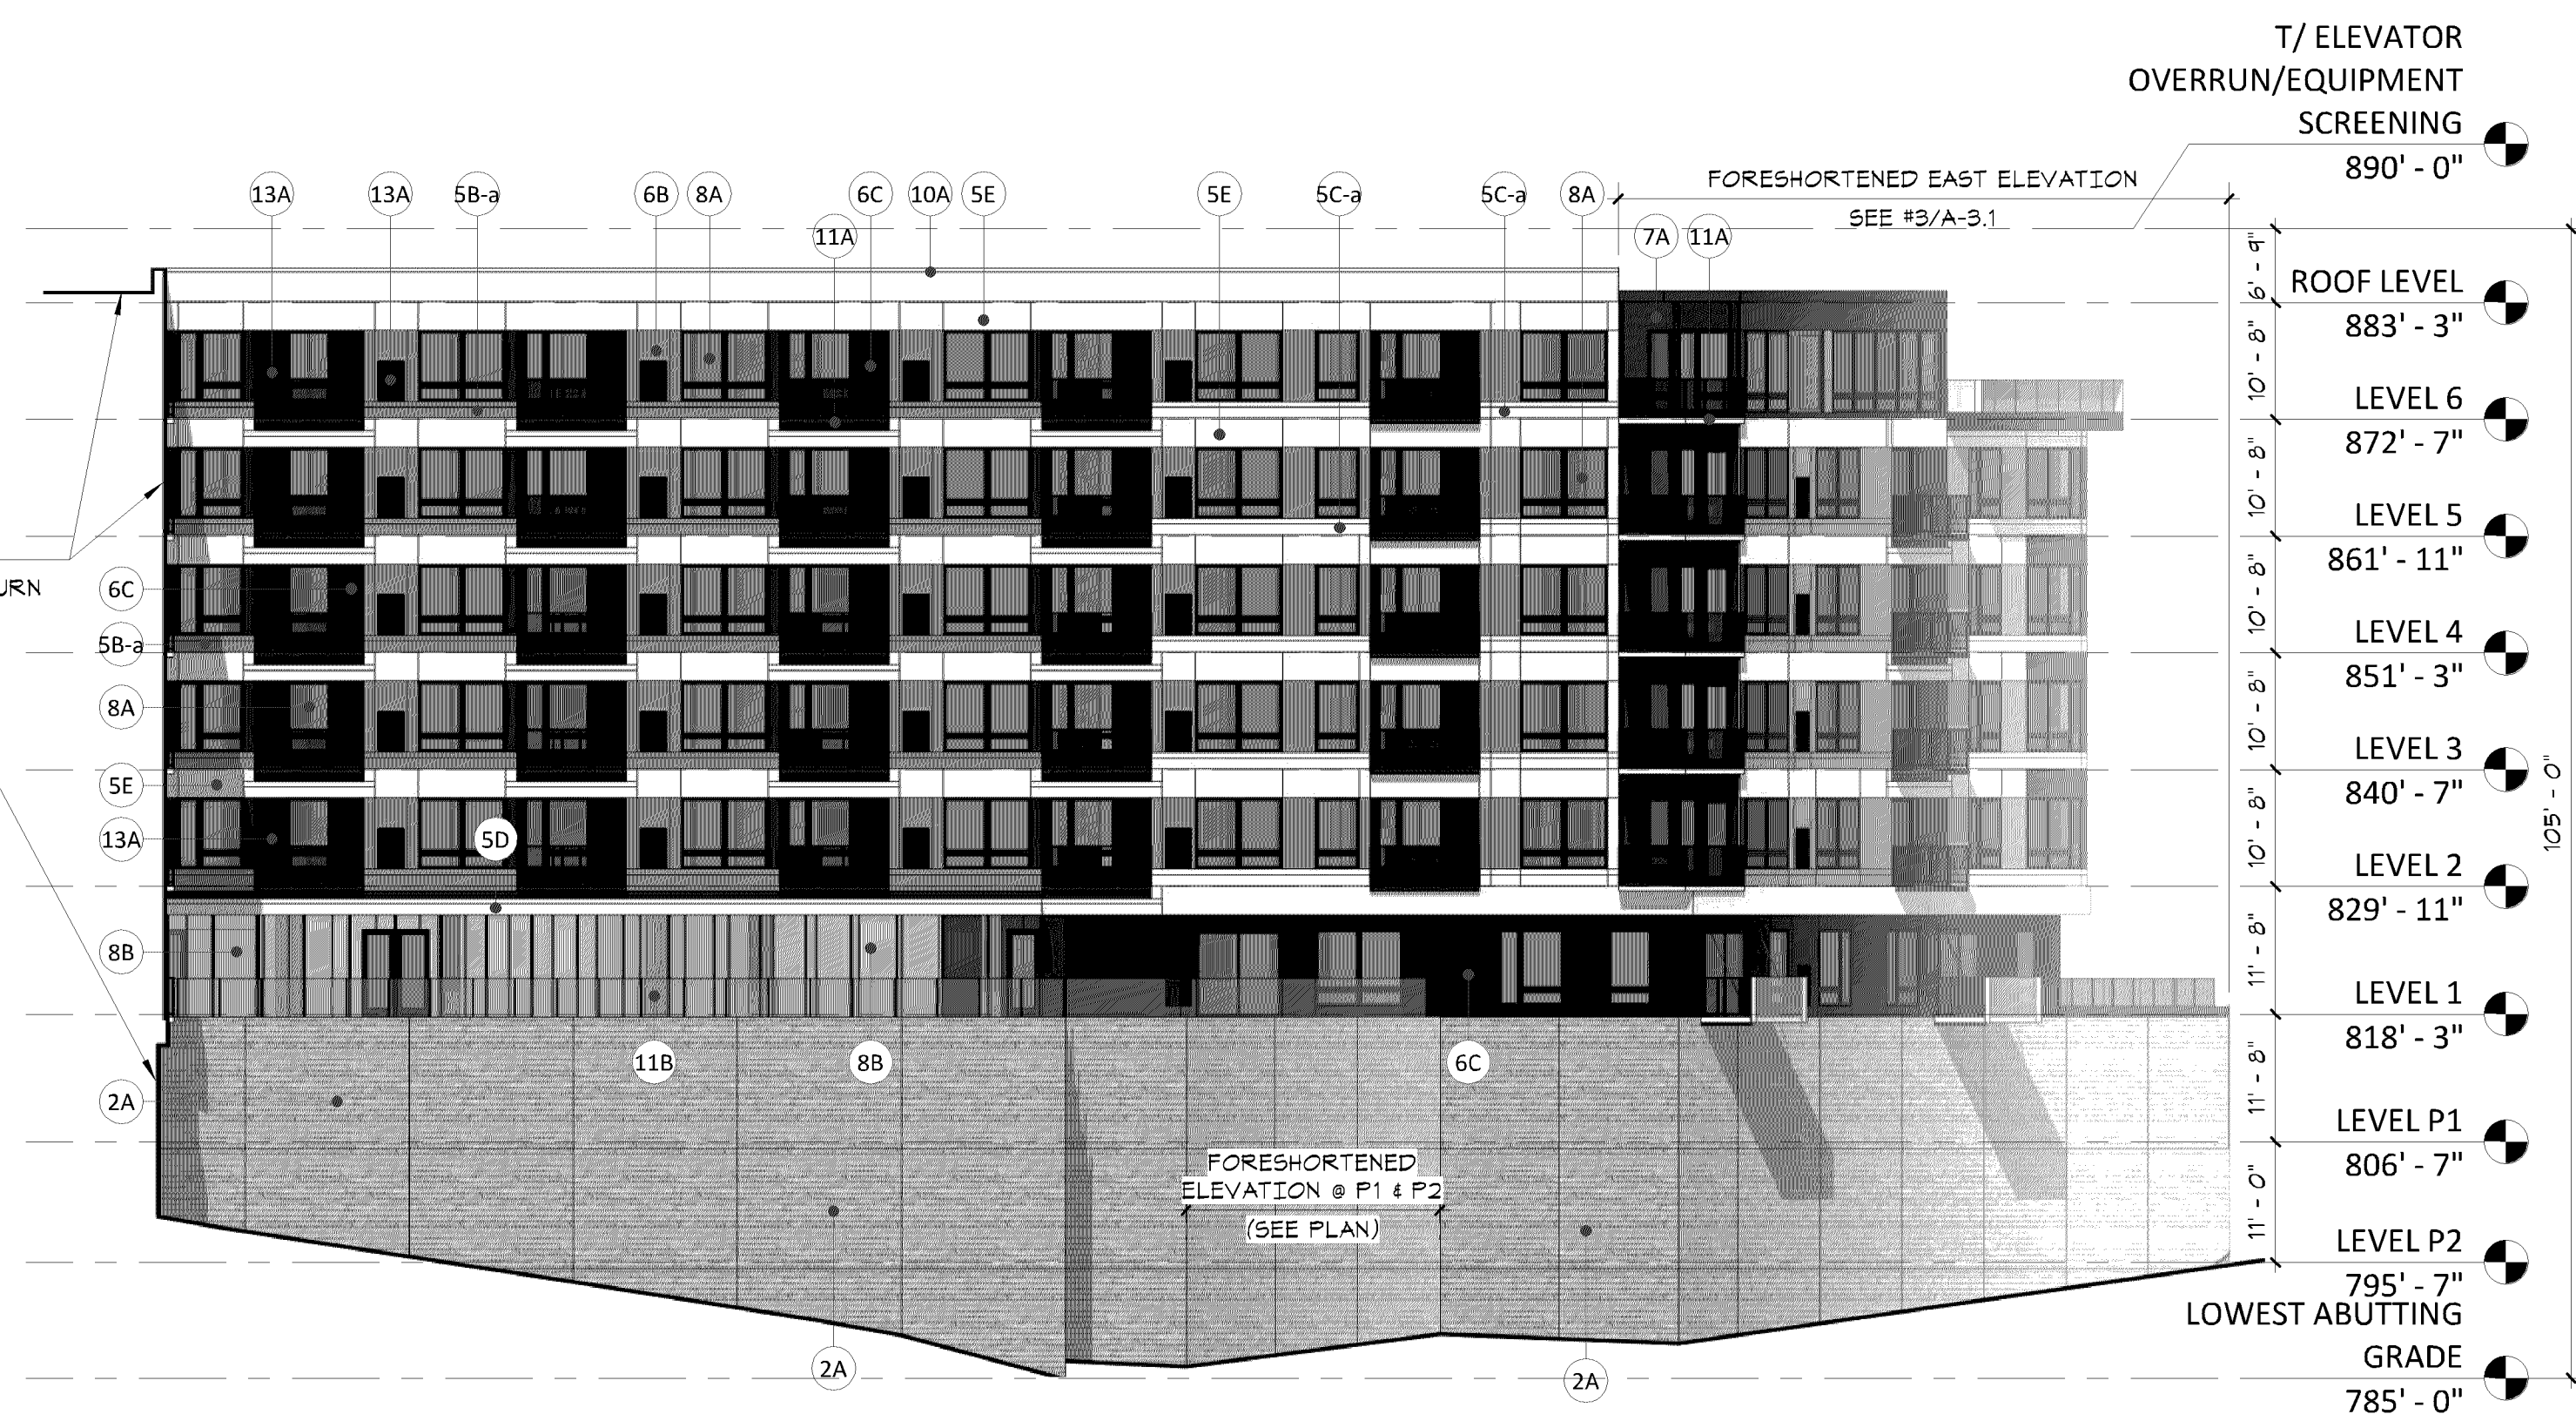 T/ ELEVATOR
OVERRUN/EQUIPMENT
SCREENING
890' - 0"
FORESHORTENED EAST ELEVATION
SEE #3/A-3.1
13A
13A
5B-a
6B
8A
11A
6C
10A
5E
5E
5C-a
5C-a
8A
7A
11A
6' - 9"
ROOF LEVEL
883' - 3"
10' - 8"
LEVEL 6
872' - 7"
10' - 8"
LEVEL 5
861' - 11"
10' - 8"
URN
6C
5B-a
LEVEL 4
851' - 3"
10' - 8"
8A
LEVEL 3
840' - 7"
10' - 8"
5E
13A
5D
105' - 0"
LEVEL 2
829' - 11"
11' - 8"
8B
LEVEL 1
818' - 3"
11' - 8"
11B
8B
6C
2A
LEVEL P1
806' - 7"
11' - 0"
FORESHORTENED
ELEVATION @ P1 & P2
(SEE PLAN)
LEVEL P2
795' - 7"
LOWEST ABUTTING
GRADE
785' - 0"
2A
2A